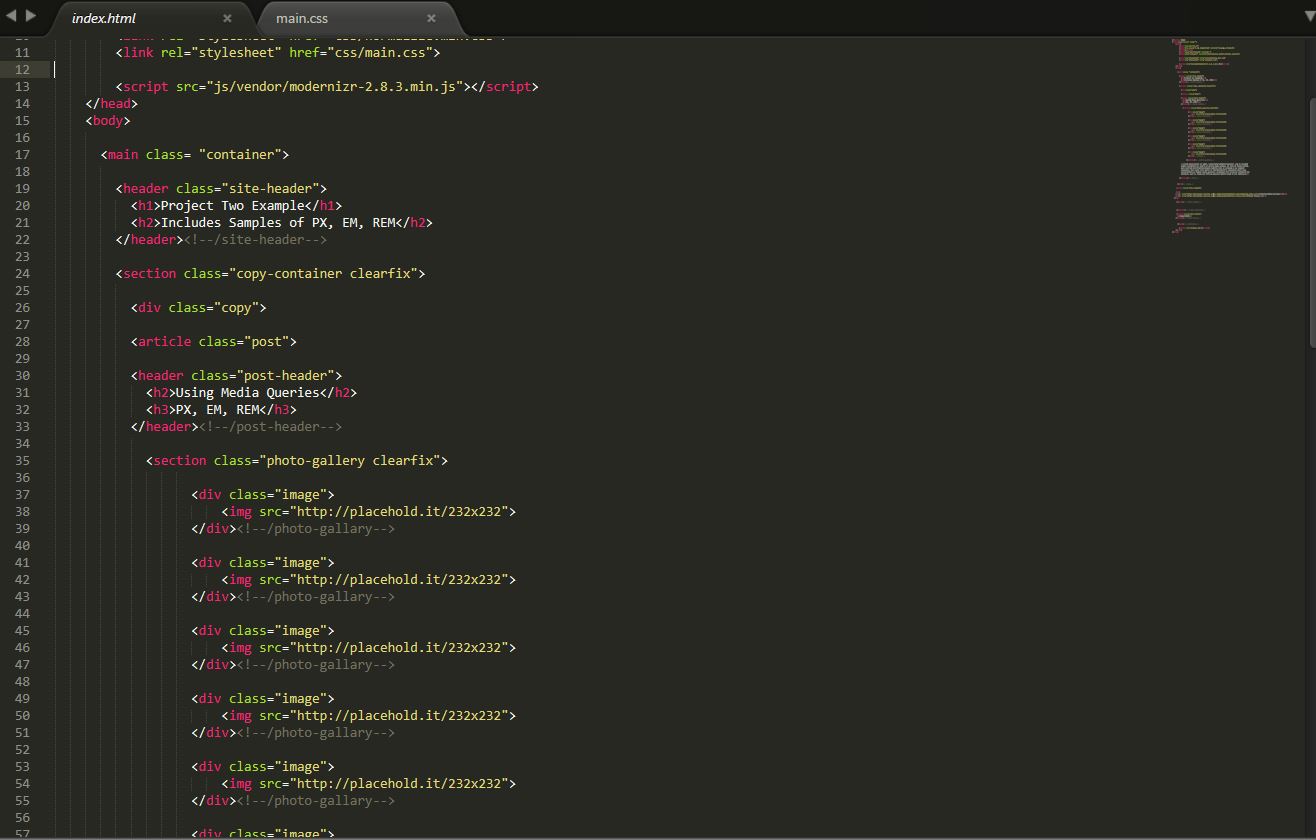 index.html × main.css ×
11 <link rel="stylesheet" href="css/main.css">
12
13 <script src="js/vendor/modernizr-2.8.3.min.js"></script>
14 </head>
15 <body>
16
17 <main class= "container">
18
19 <header class="site-header">
20 <h1>Project Two Example</h1>
21 <h2>Includes Samples of PX, EM, REM</h2>
22 </header><!--/site-header-->
23
24 <section class="copy-container clearfix">
25
26 <div class="copy">
27
28 <article class="post">
29
30 <header class="post-header">
31 <h2>Using Media Queries</h2>
32 <h3>PX, EM, REM</h3>
33 </header><!--/post-header-->
34
35 <section class="photo-gallery clearfix">
36
37 <div class="image">
38 <img src="http://placehold.it/232x232">
39 </div><!--/photo-gallary-->
40
41 <div class="image">
42 <img src="http://placehold.it/232x232">
43 </div><!--/photo-gallary-->
44
45 <div class="image">
46 <img src="http://placehold.it/232x232">
47 </div><!--/photo-gallary-->
48
49 <div class="image">
50 <img src="http://placehold.it/232x232">
51 </div><!--/photo-gallary-->
52
53 <div class="image">
54 <img src="http://placehold.it/232x232">
55 </div><!--/photo-gallary-->
56
57 <div class="image">